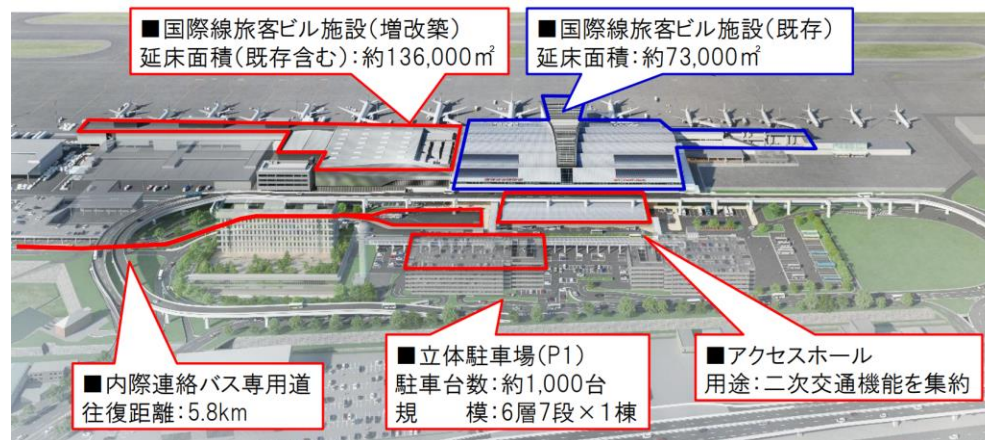 ■国際線旅客ビル施設(増改築)
延床面積(既存含む):約136,000㎡
■国際線旅客ビル施設(既存)
延床面積:約73,000㎡
■内際連絡バス専用道
往復距離:5.8km
■立体駐車場(P1)
駐車台数:約1,000台
規　　模:6層7段×1棟
■アクセスホール
用途:二次交通機能を集約